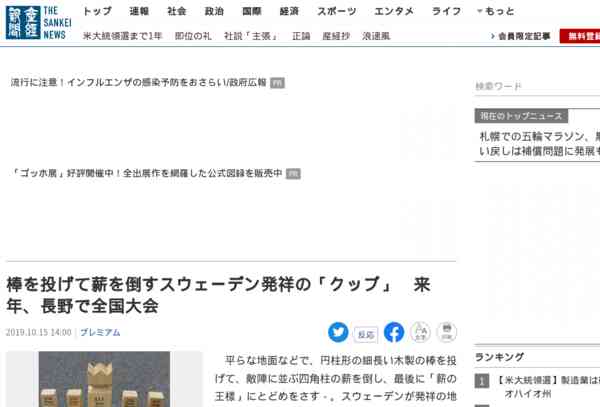 産経新聞
THE SANKEI NEWS
トップ 速報 社会 政治 国際 経済 スポーツ エンタメ ライフ もっと
米大統領選まで1年 即位の礼 社説「主張」 正論 産経抄 浪速風
会員限定記事 無料登録
流行に注意！インフルエンザの感染予防をおさらい/政府広報 PR
検索ワード
現在のトップニュース
札幌での五輪マラソン、
い戻しは補償問題に発展も
「ゴッホ展」好評開催中！全出展作を網羅した公式図録を販売中 PR
棒を投げて薪を倒すスウェーデン発祥の「クッブ」 来
年、長野で全国大会
2019.10.15 14:00 プレミアム
反応
文字
印刷
平らな地面などで、円柱形の細長い木製の棒を投
げて、敵陣に並ぶ四角柱の薪を倒し、最後に「薪の
王様」にとどめをさす－。スウェーデンが発祥の地
ランキング
1 【米大統領選】製造業は
オハイオ州